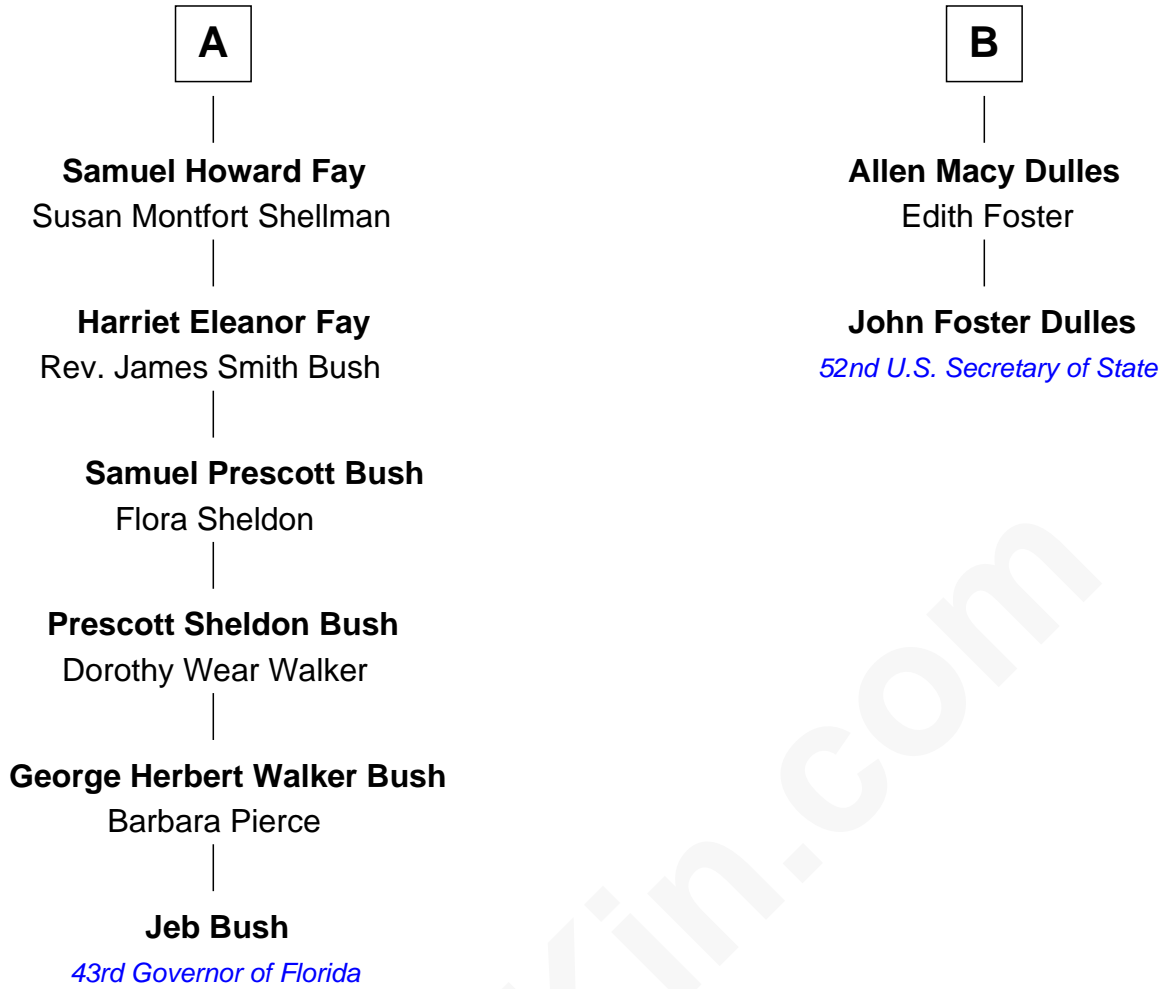 A
Samuel Howard Fay
Susan Montfort Shellman
Harriet Eleanor Fay
Rev. James Smith Bush
Samuel Prescott Bush
Flora Sheldon
Prescott Sheldon Bush
Dorothy Wear Walker
George Herbert Walker Bush
Barbara Pierce
Jeb Bush
43rd Governor of Florida
B
Allen Macy Dulles
Edith Foster
John Foster Dulles
52nd U.S. Secretary of State
Kin.com